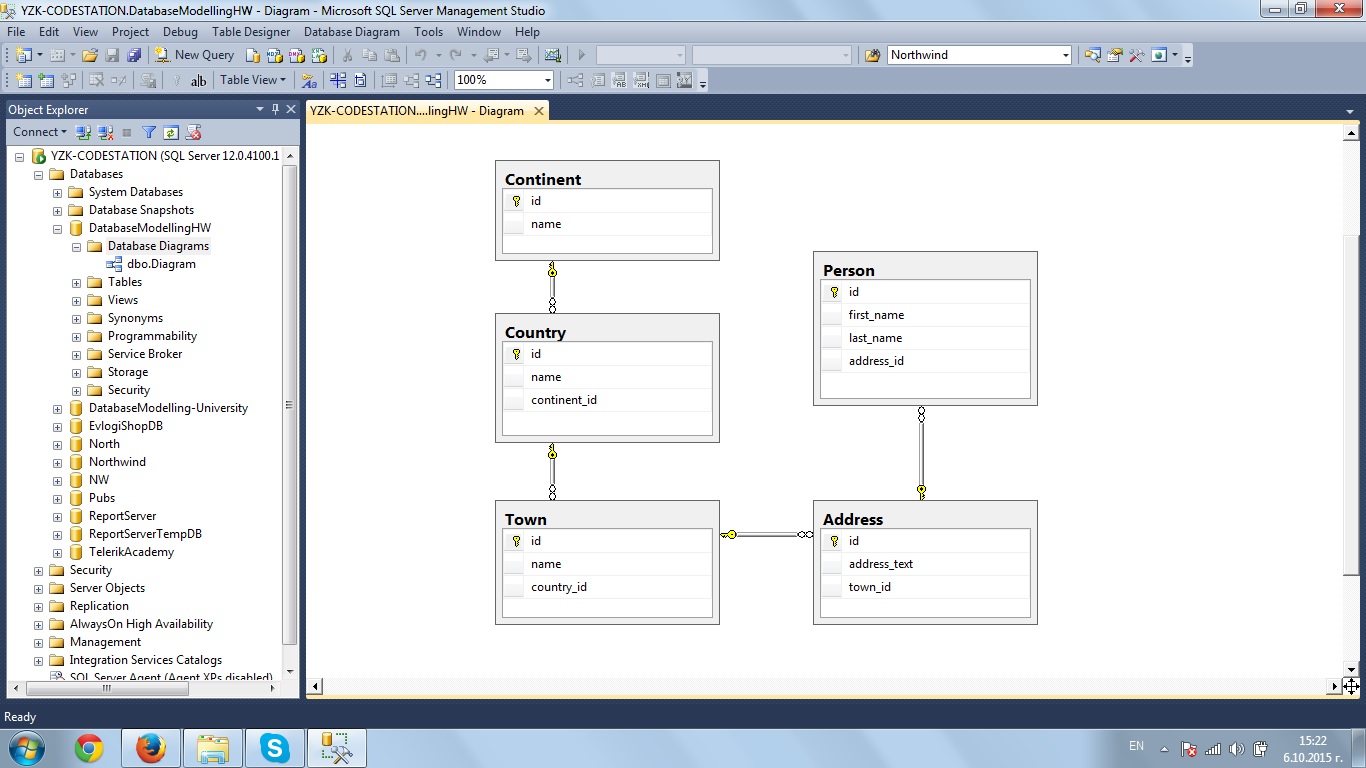 YZK-CODESTATION.DatabaseModellingHW - Diagram - Microsoft SQL Server Management Studio
File Edit View Project Debug Table Designer Database Diagram Tools Window Help
New Query Northwind
Table View 100%
Object Explorer
Connect
YZK-CODESTATION (SQL Server 12.0.4100.1
Databases
System Databases
Database Snapshots
DatabaseModellingHW
Database Diagrams
dbo.Diagram
Tables
Views
Synonyms
Programmability
Service Broker
Storage
Security
DatabaseModelling-University
EvlogiShopDB
North
Northwind
NW
Pubs
ReportServer
ReportServerTempDB
TelerikAcademy
Security
Server Objects
Replication
AlwaysOn High Availability
Management
Integration Services Catalogs
SQL Server Agent (Agent XPs disabled)
YZK-CODESTATION....lingHW - Diagram
Continent
id
name
Country
id
name
continent_id
Town
id
name
country_id
Person
id
first_name
last_name
address_id
Address
id
address_text
town_id
Ready
EN
15:22
6.10.2015 г.